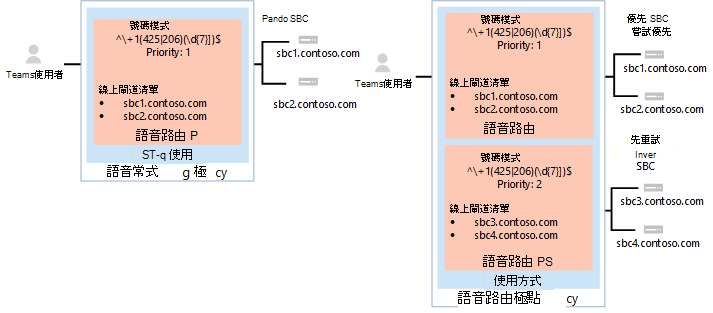 Teams使用者
號碼模式
^\+1(425|206)(\d{7})$
Priority: 1
線上閘道清單
• sbc1.contoso.com
• sbc2.contoso.com
語音路由 P
ST-q 使用
語音常式 g 極 cy
Pando SBC
sbc1.contoso.com
sbc2.contoso.com
Teams使用者
號碼模式
^\+1(425|206)(\d{7})$
Priority: 1
線上閘道清單
• sbc1.contoso.com
• sbc2.contoso.com
語音路由
號碼模式
^\+1(425|206)(\d{7})$
Priority: 2
線上閘道清單
• sbc3.contoso.com
• sbc4.contoso.com
語音路由 PS
使用方式
語音路由極點 cy
優先 SBC
嘗試優先
sbc1.contoso.com
sbc2.contoso.com
先重試
Inver
SBC
sbc3.contoso.com
sbc4.contoso.com